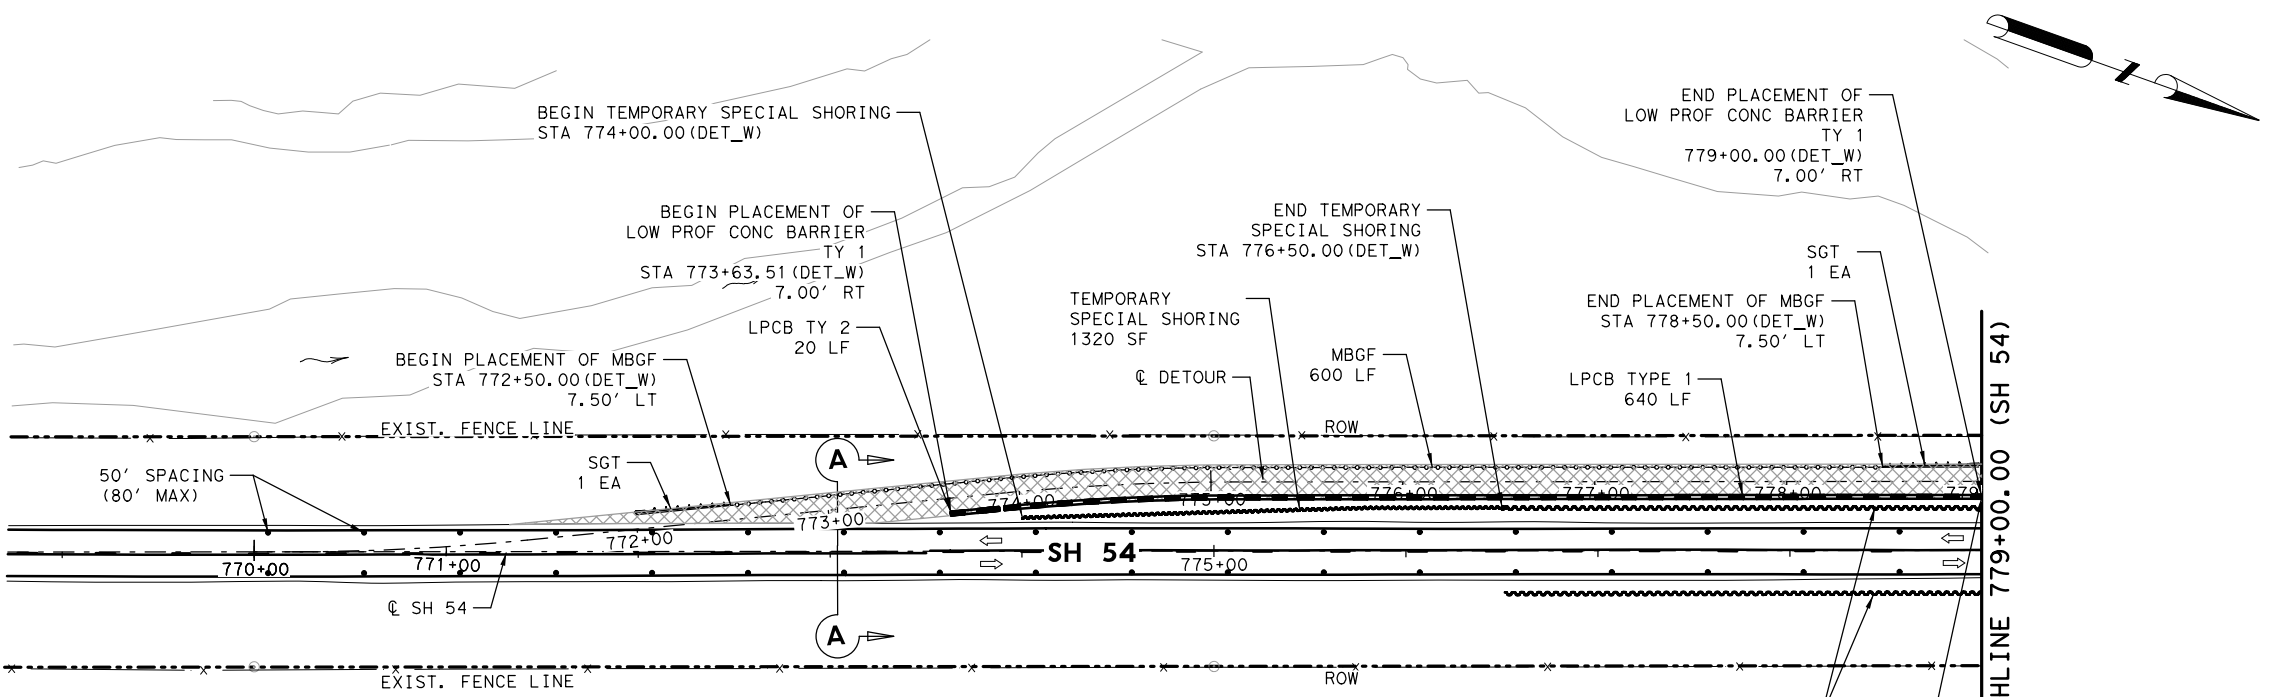 BEGIN TEMPORARY SPECIAL SHORING
STA 774+00.00(DET_W)
END PLACEMENT OF
LOW PROF CONC BARRIER
TY 1
779+00.00(DET_W)
7.00' RT
BEGIN PLACEMENT OF
LOW PROF CONC BARRIER
TY 1
STA 773+63.51(DET_W)
7.00' RT
END TEMPORARY
SPECIAL SHORING
STA 776+50.00(DET_W)
SGT
1 EA
TEMPORARY
SPECIAL SHORING
1320 SF
END PLACEMENT OF MBGF
STA 778+50.00(DET_W)
7.50' LT
LPCB TY 2
20 LF
BEGIN PLACEMENT OF MBGF
STA 772+50.00(DET_W)
7.50' LT
MBGF
600 LF
℄ DETOUR
LPCB TYPE 1
640 LF
EXIST. FENCE LINE
ROW
A
SGT
1 EA
50' SPACING
(80' MAX)
774+00
775+00
776+00
777+00
778+00
779
773+00
772+00
771+00
770+00
SH 54
775+00
℄ SH 54
A
EXIST. FENCE LINE
ROW
HLINE 779+00.00 (SH 54)